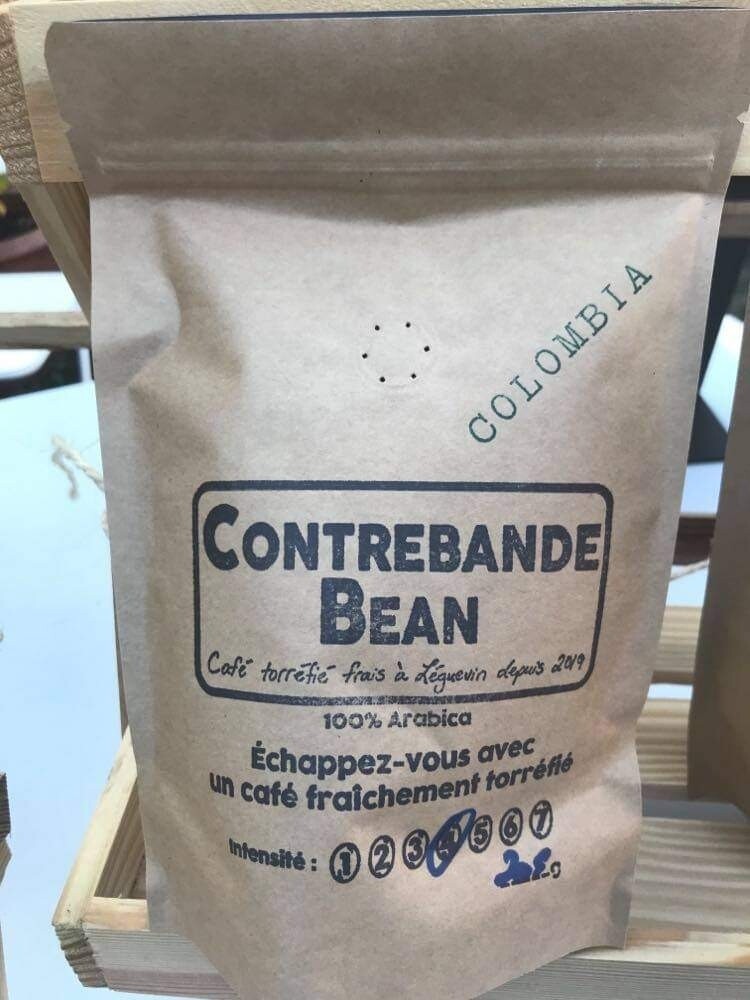 COLOMBIA
CONTREBANDE
BEAN
Café torréfié frais à Léguevin depuis 2019
100% Arabica
Échappez-vous avec
un café fraîchement torréfié
Intensité : 1 2 3 4 5 6 7
g